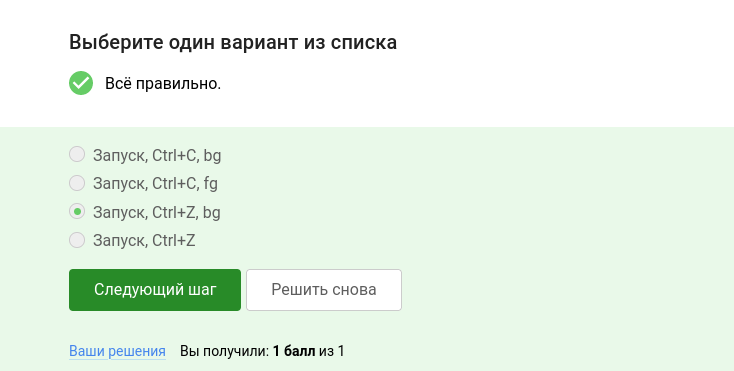 Выберите один вариант из списка
Всё правильно.
Запуск, Ctrl+C, bg
Запуск, Ctrl+C, fg
Запуск, Ctrl+Z, bg
Запуск, Ctrl+Z
Следующий шаг Решить снова
Ваши решения Вы получили: 1 балл из 1